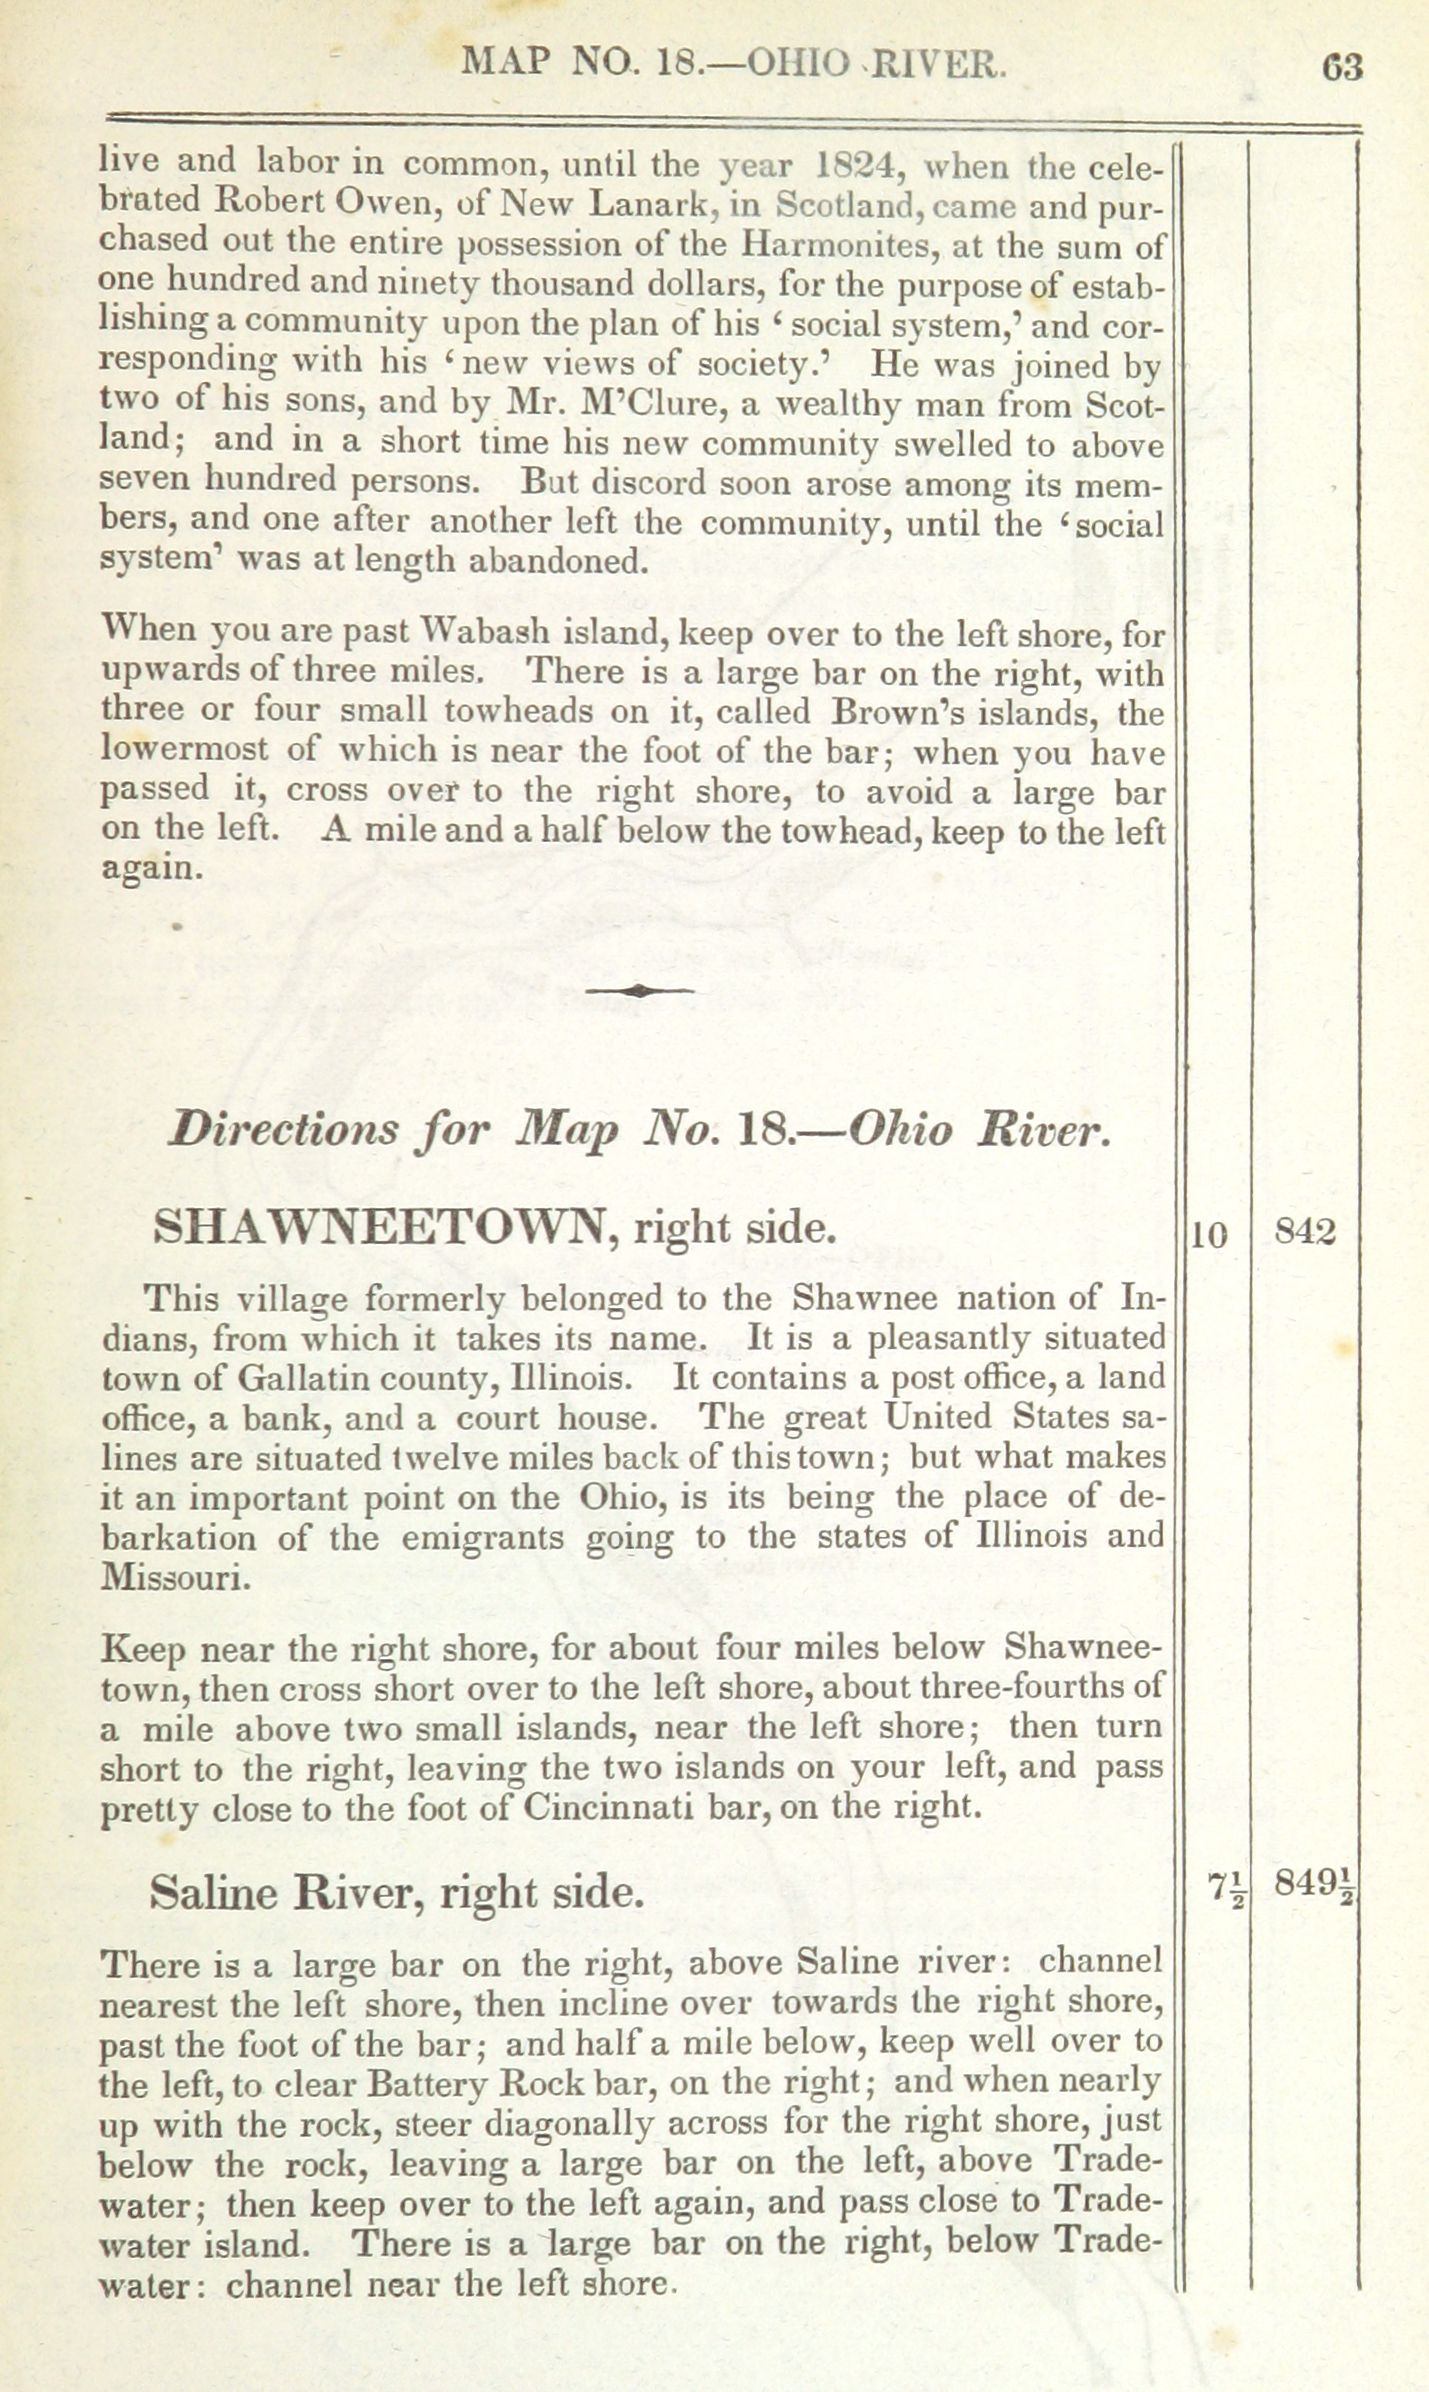 MAP NO. 18.—OHIO RIVER. 63
live and labor in common, until the year 1824, when the cele-
brated Robert Owen, of New Lanark, in Scotland, came and pur-
chased out the entire possession of the Harmonites, at the sum of
one hundred and ninety thousand dollars, for the purpose of estab-
lishing a community upon the plan of his ‘ social system,’ and cor-
responding with his ‘ new views of society.’ He was joined by
two of his sons, and by Mr. M’Clure, a wealthy man from Scot-
land; and in a short time his new community swelled to above
seven hundred persons. But discord soon arose among its mem-
bers, and one after another left the community, until the ‘ social
system’ was at length abandoned.
When you are past Wabash island, keep over to the left shore, for
upwards of three miles. There is a large bar on the right, with
three or four small towheads on it, called Brown’s islands, the
lowermost of which is near the foot of the bar; when you have
passed it, cross over to the right shore, to avoid a large bar
on the left. A mile and a half below the towhead, keep to the left
again.
Directions for Map No. 18.—Ohio River.
SHAWNEETOWN, right side. 10 842
This village formerly belonged to the Shawnee nation of In-
dians, from which it takes its name. It is a pleasantly situated
town of Gallatin county, Illinois. It contains a post office, a land
office, a bank, and a court house. The great United States sa-
lines are situated twelve miles back of this town; but what makes
it an important point on the Ohio, is its being the place of de-
barkation of the emigrants going to the states of Illinois and
Missouri.
Keep near the right shore, for about four miles below Shawnee-
town, then cross short over to the left shore, about three-fourths of
a mile above two small islands, near the left shore; then turn
short to the right, leaving the two islands on your left, and pass
pretty close to the foot of Cincinnati bar, on the right.
Saline River, right side. 7½ 849½
There is a large bar on the right, above Saline river: channel
nearest the left shore, then incline over towards the right shore,
past the foot of the bar; and half a mile below, keep well over to
the left, to clear Battery Rock bar, on the right; and when nearly
up with the rock, steer diagonally across for the right shore, just
below the rock, leaving a large bar on the left, above Trade-
water; then keep over to the left again, and pass close to Trade-
water island. There is a large bar on the right, below Trade-
water: channel near the left shore.